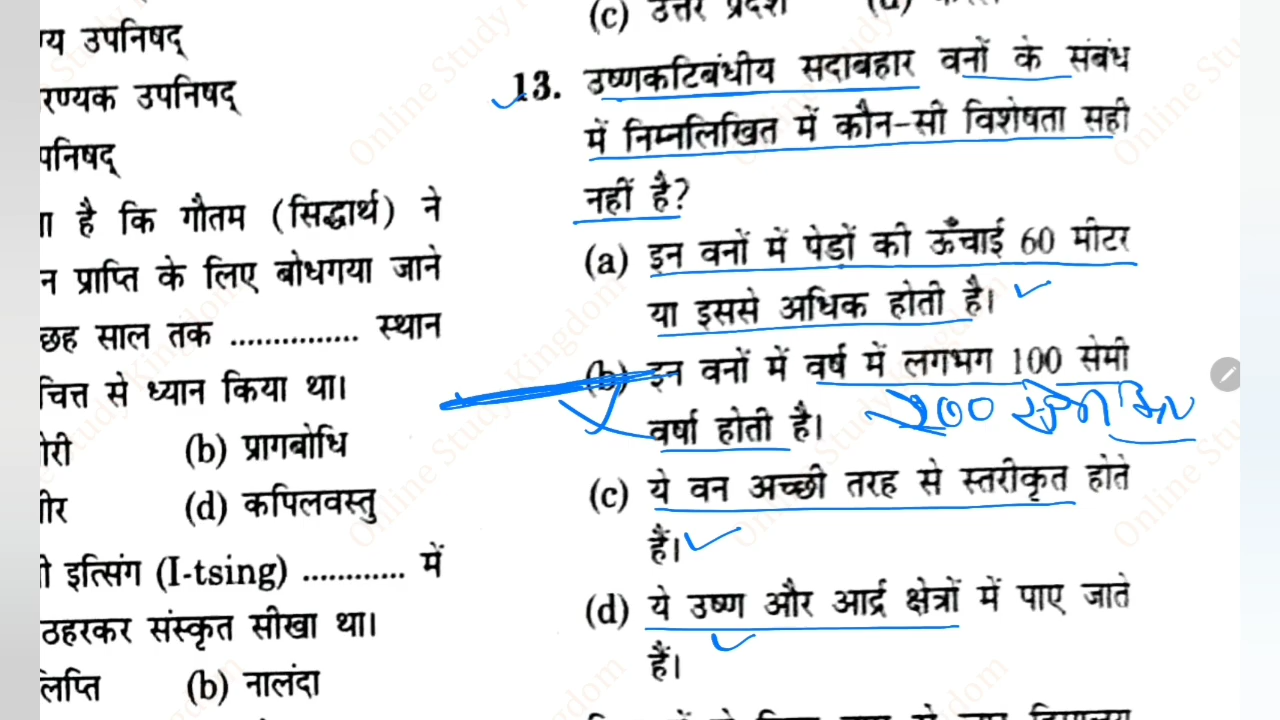 ग्य उपनिषद्
रण्यक उपनिषद्
पनिषद्
ा है कि गौतम (सिद्धार्थ) ने
न प्राप्ति के लिए बोधगया जाने
छह साल तक ............... स्थान
चित्त से ध्यान किया था।
ोरी (b) प्रागबोधि
ीर (d) कपिलवस्तु
ी इत्सिंग (I-tsing) ............ में
ठहरकर संस्कृत सीखा था।
लिप्ति (b) नालंदा
(c) उत्तर प्रदेश (d)
13. उष्णकटिबंधीय सदाबहार वनों के संबंध
में निम्नलिखित में कौन-सी विशेषता सही
नहीं है?
(a) इन वनों में पेडों की ऊँचाई 60 मीटर
या इससे अधिक होती है।
(b) इन वनों में वर्ष में लगभग 100 सेमी
वर्षा होती है।
200
(c) ये वन अच्छी तरह से स्तरीकृत होते
हैं।
(d) ये उष्ण और आर्द्र क्षेत्रों में पाए जाते
हैं।